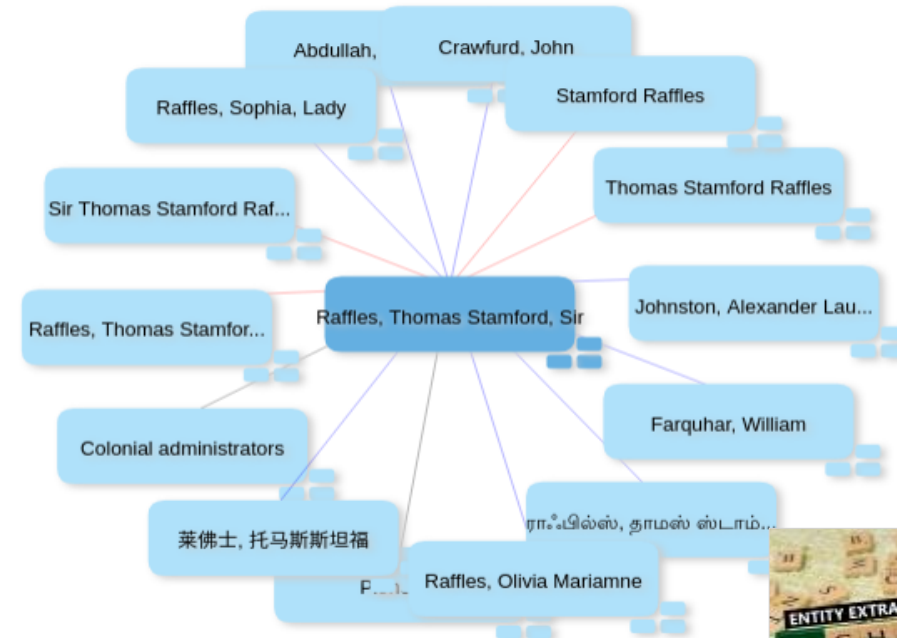 Abdullah,
Crawfurd, John
Stamford Raffles
Raffles, Sophia, Lady
Thomas Stamford Raffles
Sir Thomas Stamford Raf...
Johnston, Alexander Lau...
Raffles, Thomas Stamford, Sir
Raffles, Thomas Stamfor...
Farquhar, William
Colonial administrators
ராஃபில்ஸ், தாமஸ் ஸ்டாம்...
莱佛士, 托马斯斯坦福
Raffles, Olivia Mariamne
ENTITY EXTRA